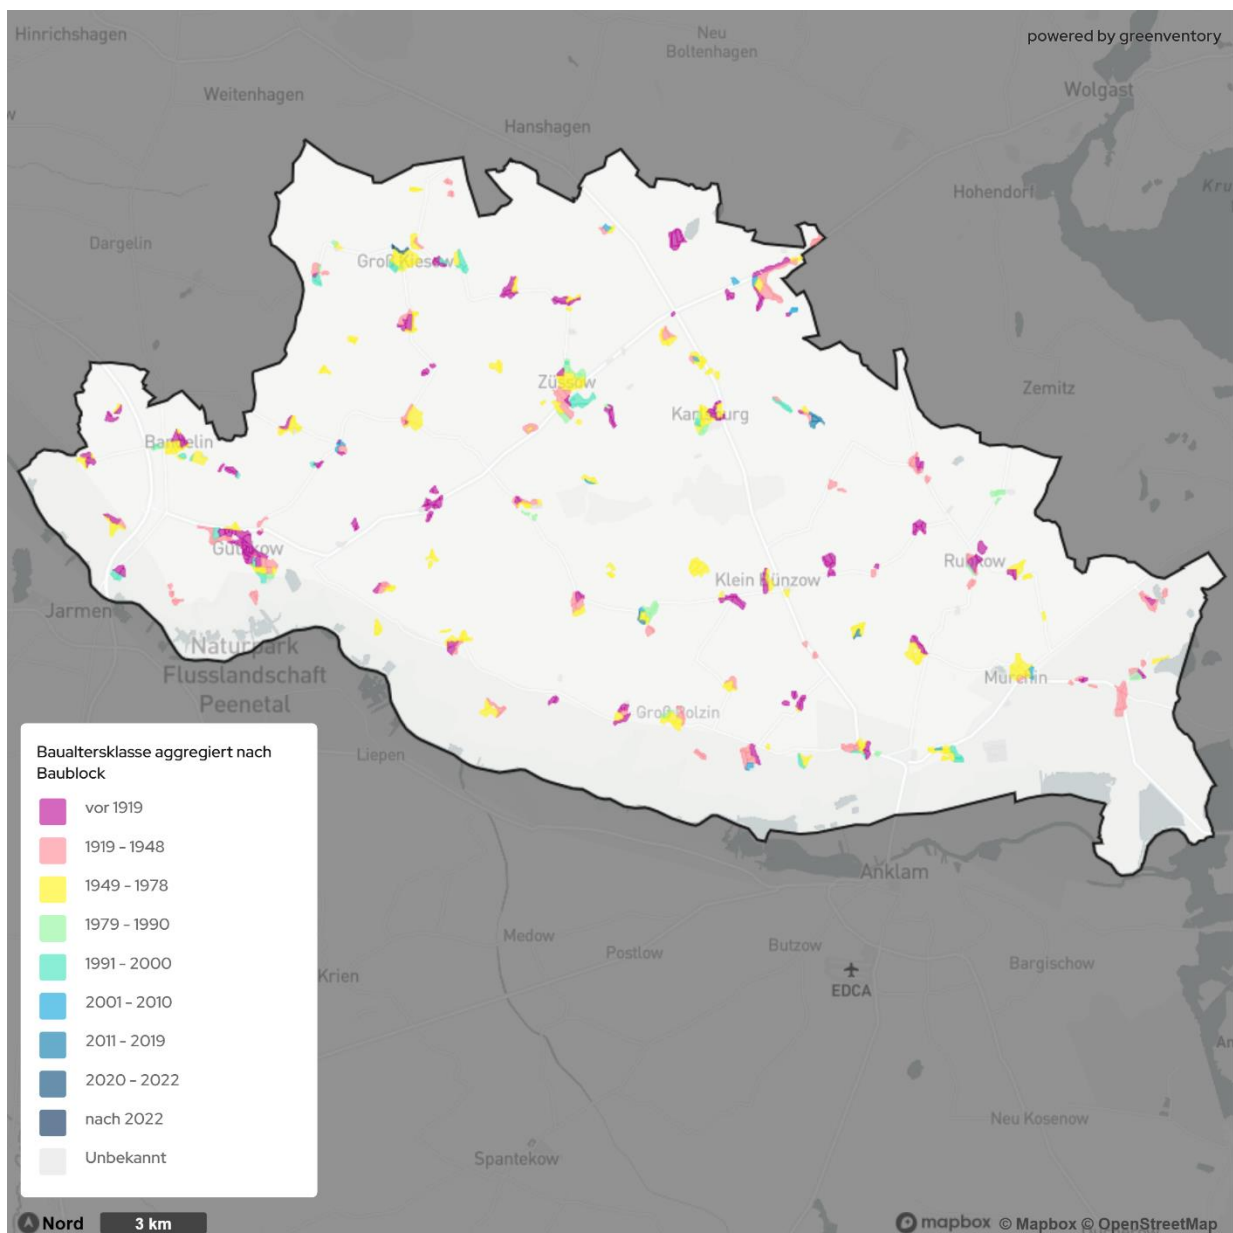 Hinrichshagen
Neu
Boltenhagen
powered by greenventory
Weitenhagen
Wolgast
Hanshagen
Hohendorf
Kru
Dargelin
Groß Kiesow
Züssow
Zemitz
Karlsburg
Bandelin
Gützkow
Rubkow
Klein Bünzow
Jarmen
Naturpark
Flusslandschaft
Peenetal
Murchin
Groß Polzin
Liepen
Anklam
Medow
Postlow
Butzow
Bargischow
Krien
EDCA
An
Neu Kosenow
Spantekow
Baualtersklasse aggregiert nach
Baublock
vor 1919
1919 - 1948
1949 - 1978
1979 - 1990
1991 - 2000
2001 - 2010
2011 - 2019
2020 - 2022
nach 2022
Unbekannt
Nord
3 km
mapbox © Mapbox © OpenStreetMap